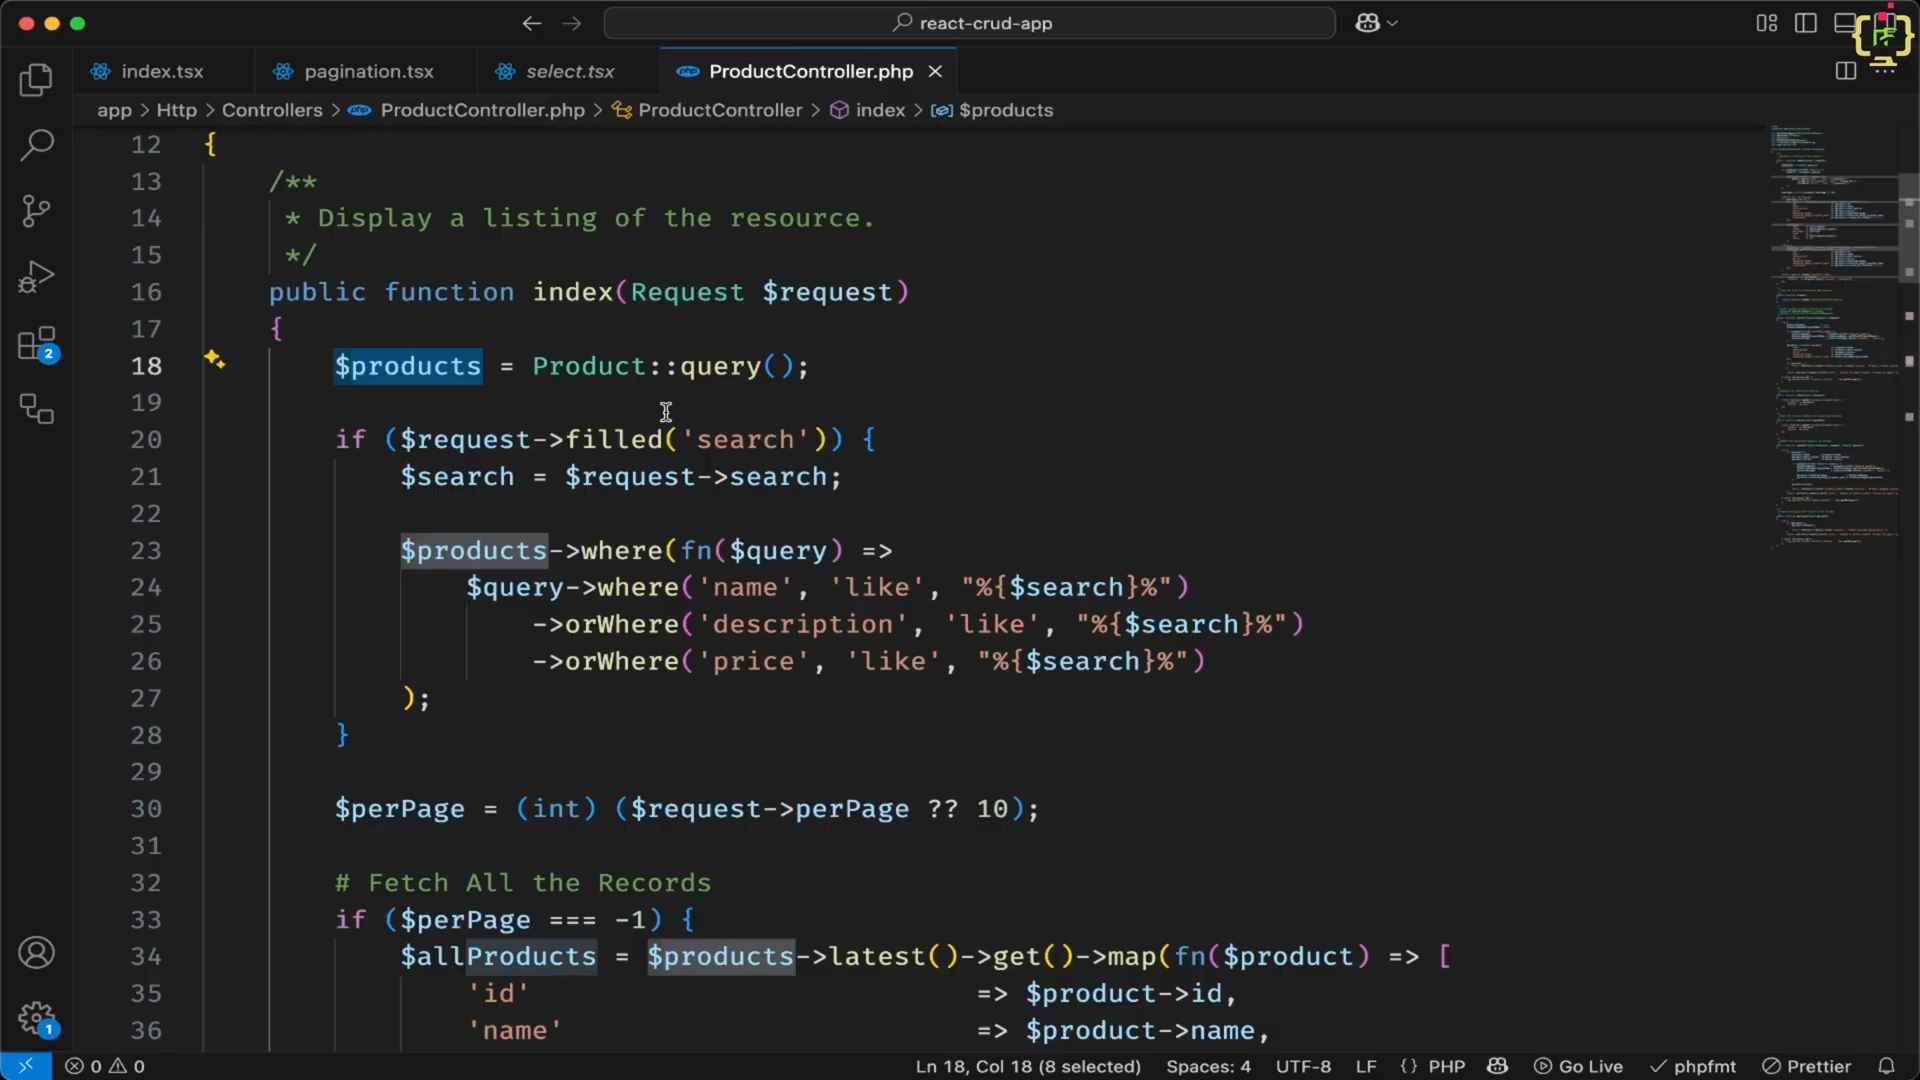 react-crud-app
index.tsx
pagination.tsx
select.tsx
ProductController.php
app > Http > Controllers > ProductController.php > ProductController > index > $products
12 {
13 /**
14 * Display a listing of the resource.
15 */
16 public function index(Request $request)
17 {
18 $products = Product::query();
19
20 if ($request->filled('search')) {
21 $search = $request->search;
22
23 $products->where(fn($query) =>
24 $query->where('name', 'like', "%{$search}%")
25 ->orWhere('description', 'like', "%{$search}%")
26 ->orWhere('price', 'like', "%{$search}%")
27 );
28 }
29
30 $perPage = (int) ($request->perPage ?? 10);
31
32 # Fetch All the Records
33 if ($perPage === -1) {
34 $allProducts = $products->latest()->get()->map(fn($product) => [
35 'id' => $product->id,
36 'name' => $product->name,
2
1
0 0
Ln 18, Col 18 (8 selected)
Spaces: 4
UTF-8
LF
{} PHP
Go Live
phpfmt
Prettier